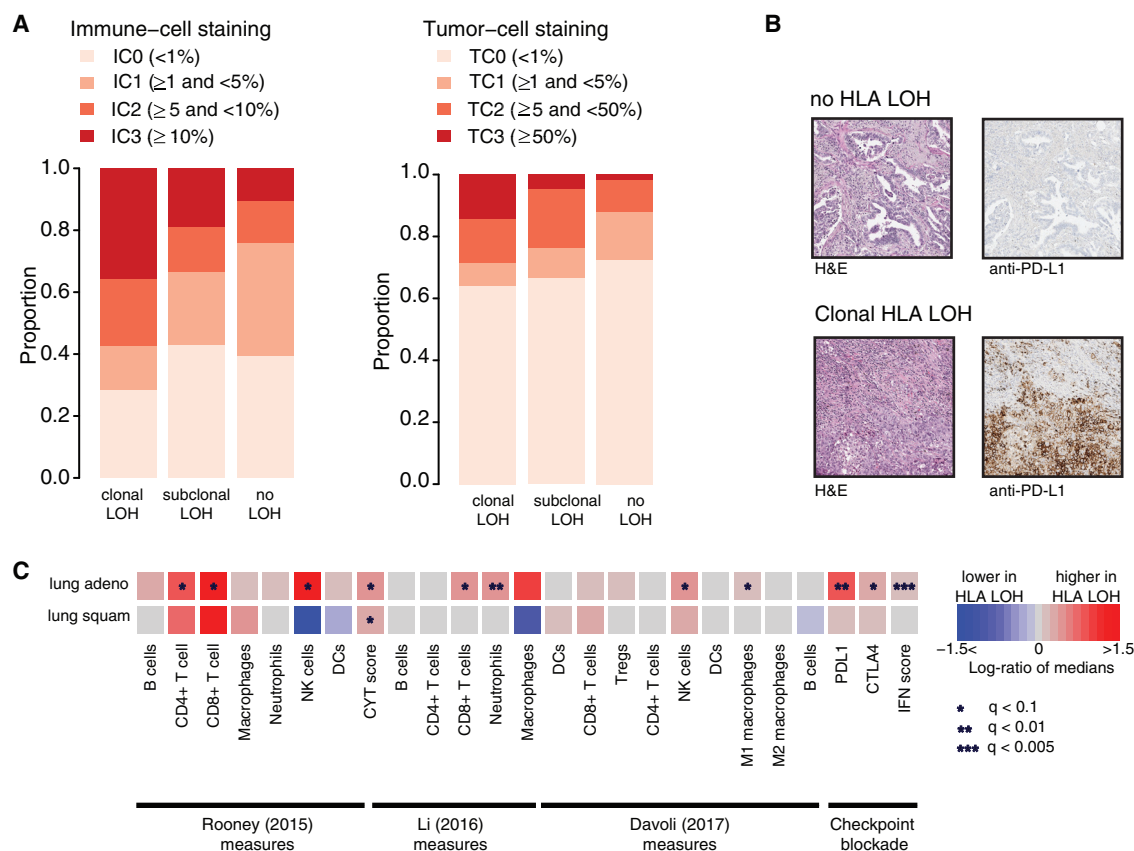 A
Immune−cell staining
IC0 (<1%)
IC1 (≥1 and <5%)
IC2 (≥ 5 and <10%)
IC3 (≥ 10%)
Proportion
1.0
0.8
0.6
0.4
0.2
0.0
clonal LOH
subclonal LOH
no LOH
Tumor-cell staining
TC0 (<1%)
TC1 (≥1 and <5%)
TC2 (≥5 and <50%)
TC3 (≥50%)
Proportion
1.0
0.8
0.6
0.4
0.2
0.0
clonal LOH
subclonal LOH
no LOH
B
no HLA LOH
H&E
anti-PD-L1
Clonal HLA LOH
H&E
anti-PD-L1
C
lung adeno
* * * * * ** * * ** * ***
lung squam
*
B cells
CD4+ T cell
CD8+ T cell
Macrophages
Neutrophils
NK cells
DCs
CYT score
B cells
CD4+ T cells
CD8+ T cells
Neutrophils
Macrophages
DCs
CD8+ T cells
Tregs
CD4+ T cells
NK cells
DCs
M1 macrophages
M2 macrophages
B cells
PDL1
CTLA4
IFN score
Rooney (2015) measures
Li (2016) measures
Davoli (2017) measures
Checkpoint blockade
lower in HLA LOH
higher in HLA LOH
−1.5< 0 >1.5
Log-ratio of medians
* q < 0.1
** q < 0.01
*** q < 0.005